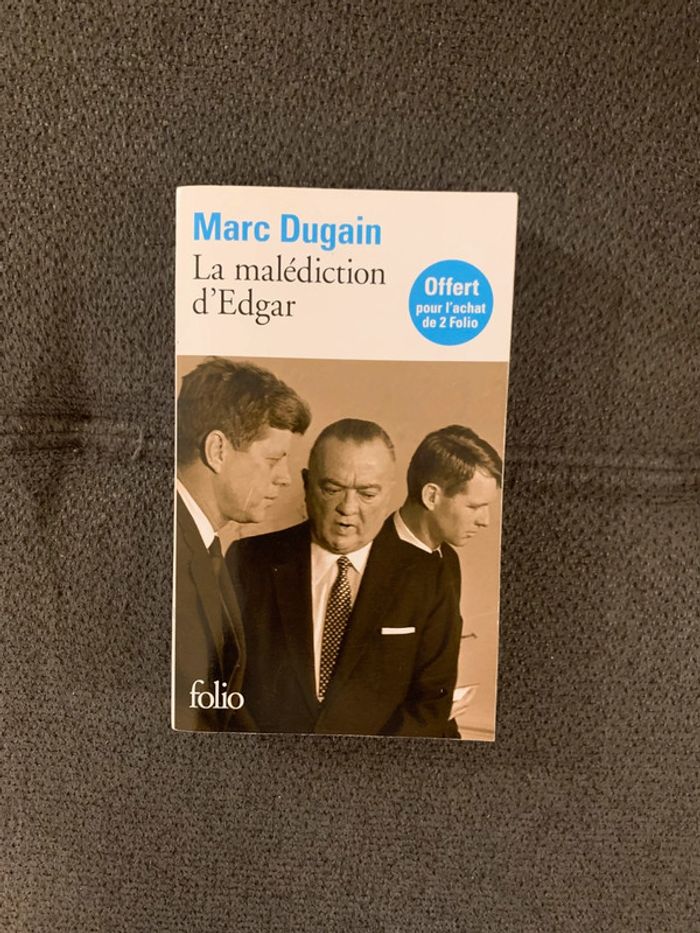 Marc Dugain
La malédiction
d'Edgar
Offert
pour l'achat
de 2 Folio
folio